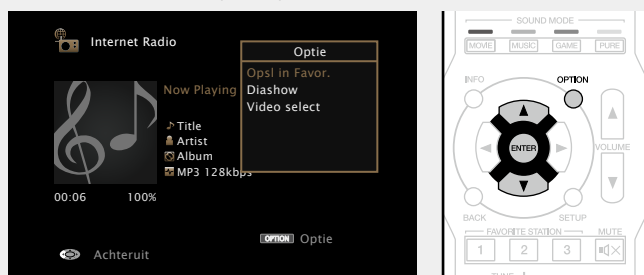 Internet Radio
Optie
Opsl in Favor.
Diashow
Video select
Now Playing
Title
Artist
Album
MP3 128kbps
00:06 100%
OPTION Optie
Achteruit
SOUND MODE
MOVIE MUSIC GAME PURE
INFO OPTION
ENTER
VOLUME
BACK SETUP
FAVORITE STATION MUTE
1 2 3
TUNE